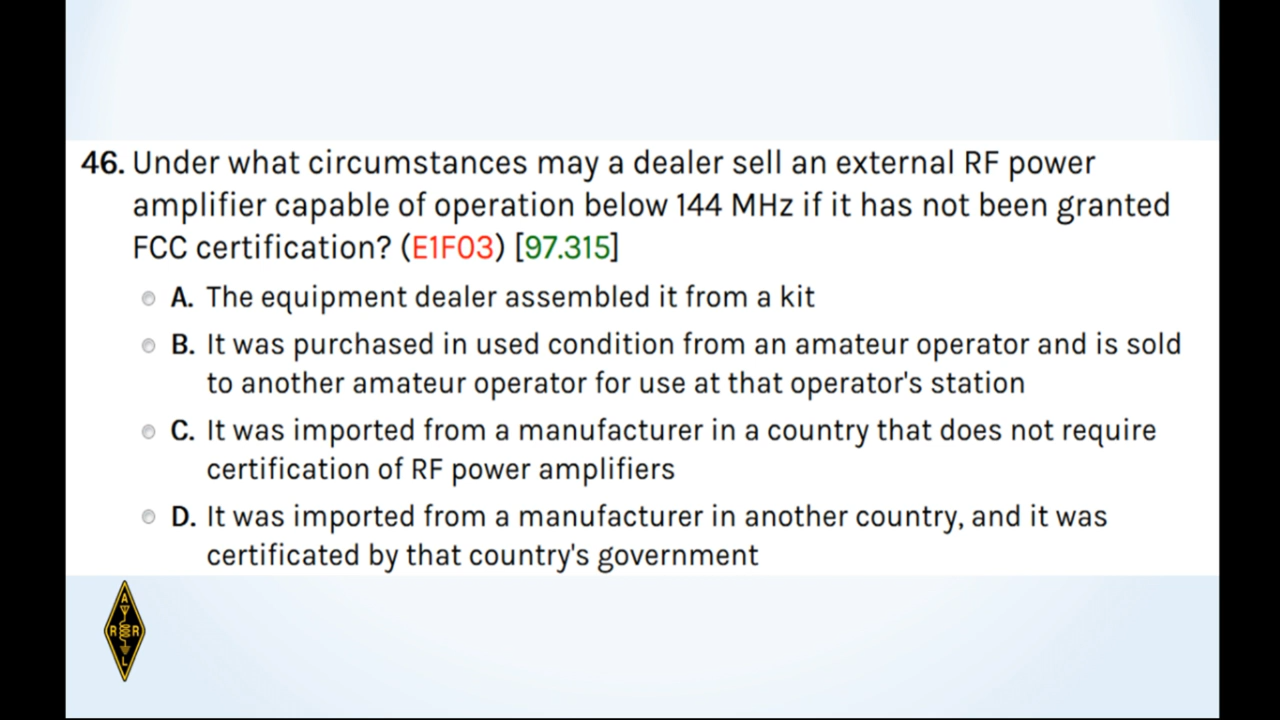 46. Under what circumstances may a dealer sell an external RF power
amplifier capable of operation below 144 MHz if it has not been granted
FCC certification? (E1F03) [97.315]
A. The equipment dealer assembled it from a kit
B. It was purchased in used condition from an amateur operator and is sold
to another amateur operator for use at that operator's station
C. It was imported from a manufacturer in a country that does not require
certification of RF power amplifiers
D. It was imported from a manufacturer in another country, and it was
certificated by that country's government
A
R R
L